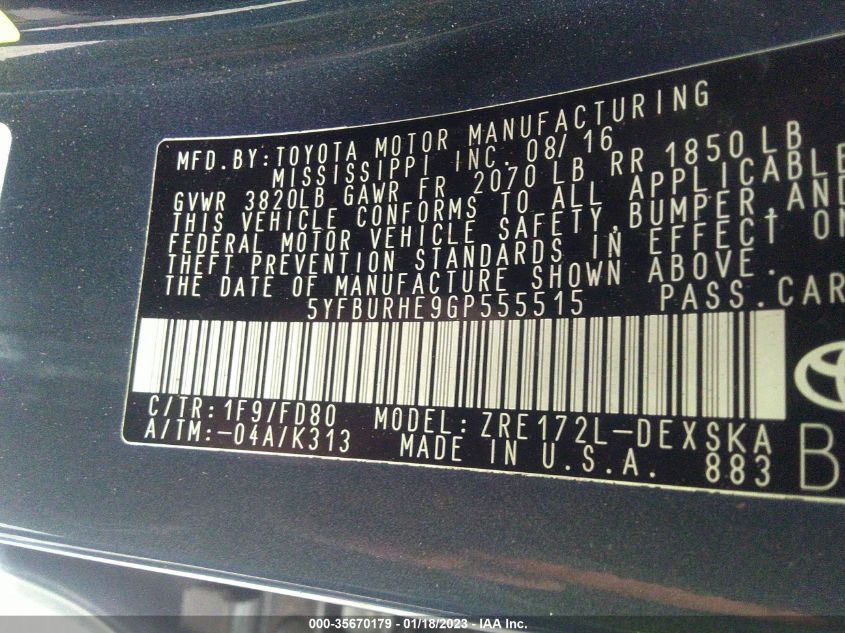 MFD. BY: TOYOTA MOTOR MANUFACTURING
MISSISSIPPI INC. 08/16
GVWR 3820LB GAWR FR 2070 LB RR 1850 LB
THIS VEHICLE CONFORMS TO ALL APPLICABLE
FEDERAL MOTOR VEHICLE SAFETY, BUMPER, AND
THEFT PREVENTION STANDARDS IN EFFECT ON
THE DATE OF MANUFACTURE SHOWN ABOVE.
5YFBURHE9GP555515 PASS. CAR
C/TR: 1F9/FD80 MODEL: ZRE172L-DEXSKA
A/TM: -04A/K313 MADE IN U.S.A. 883
B
000-35670179 - 01/18/2023 - IAA Inc.